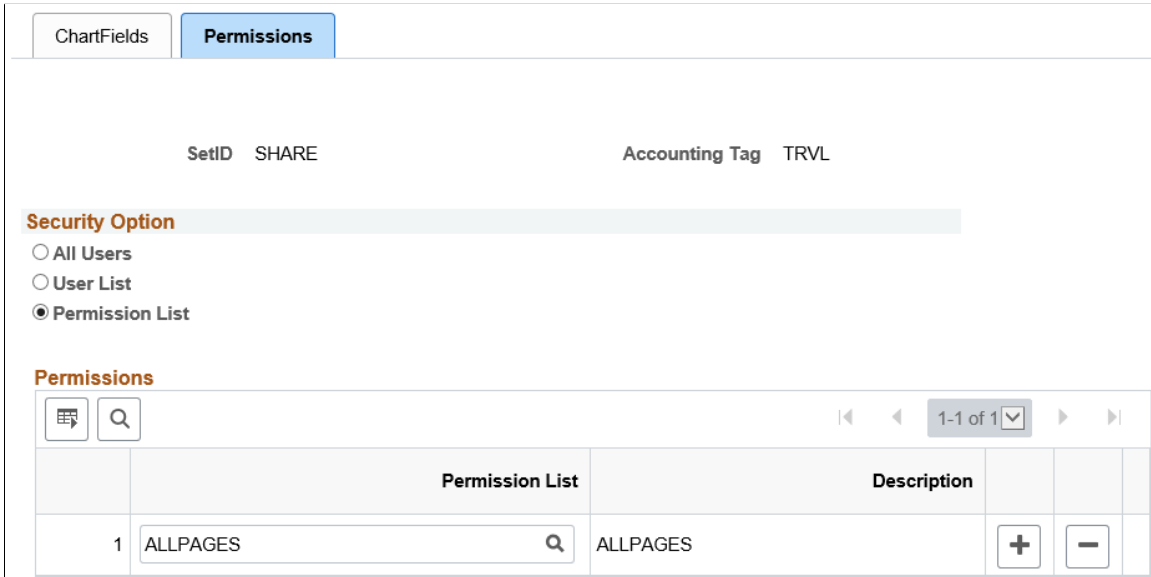 ChartFields Permissions
SetID SHARE Accounting Tag TRVL
Security Option
All Users
User List
Permission List
Permissions
1-1 of 1
Permission List Description
1 ALLPAGES ALLPAGES